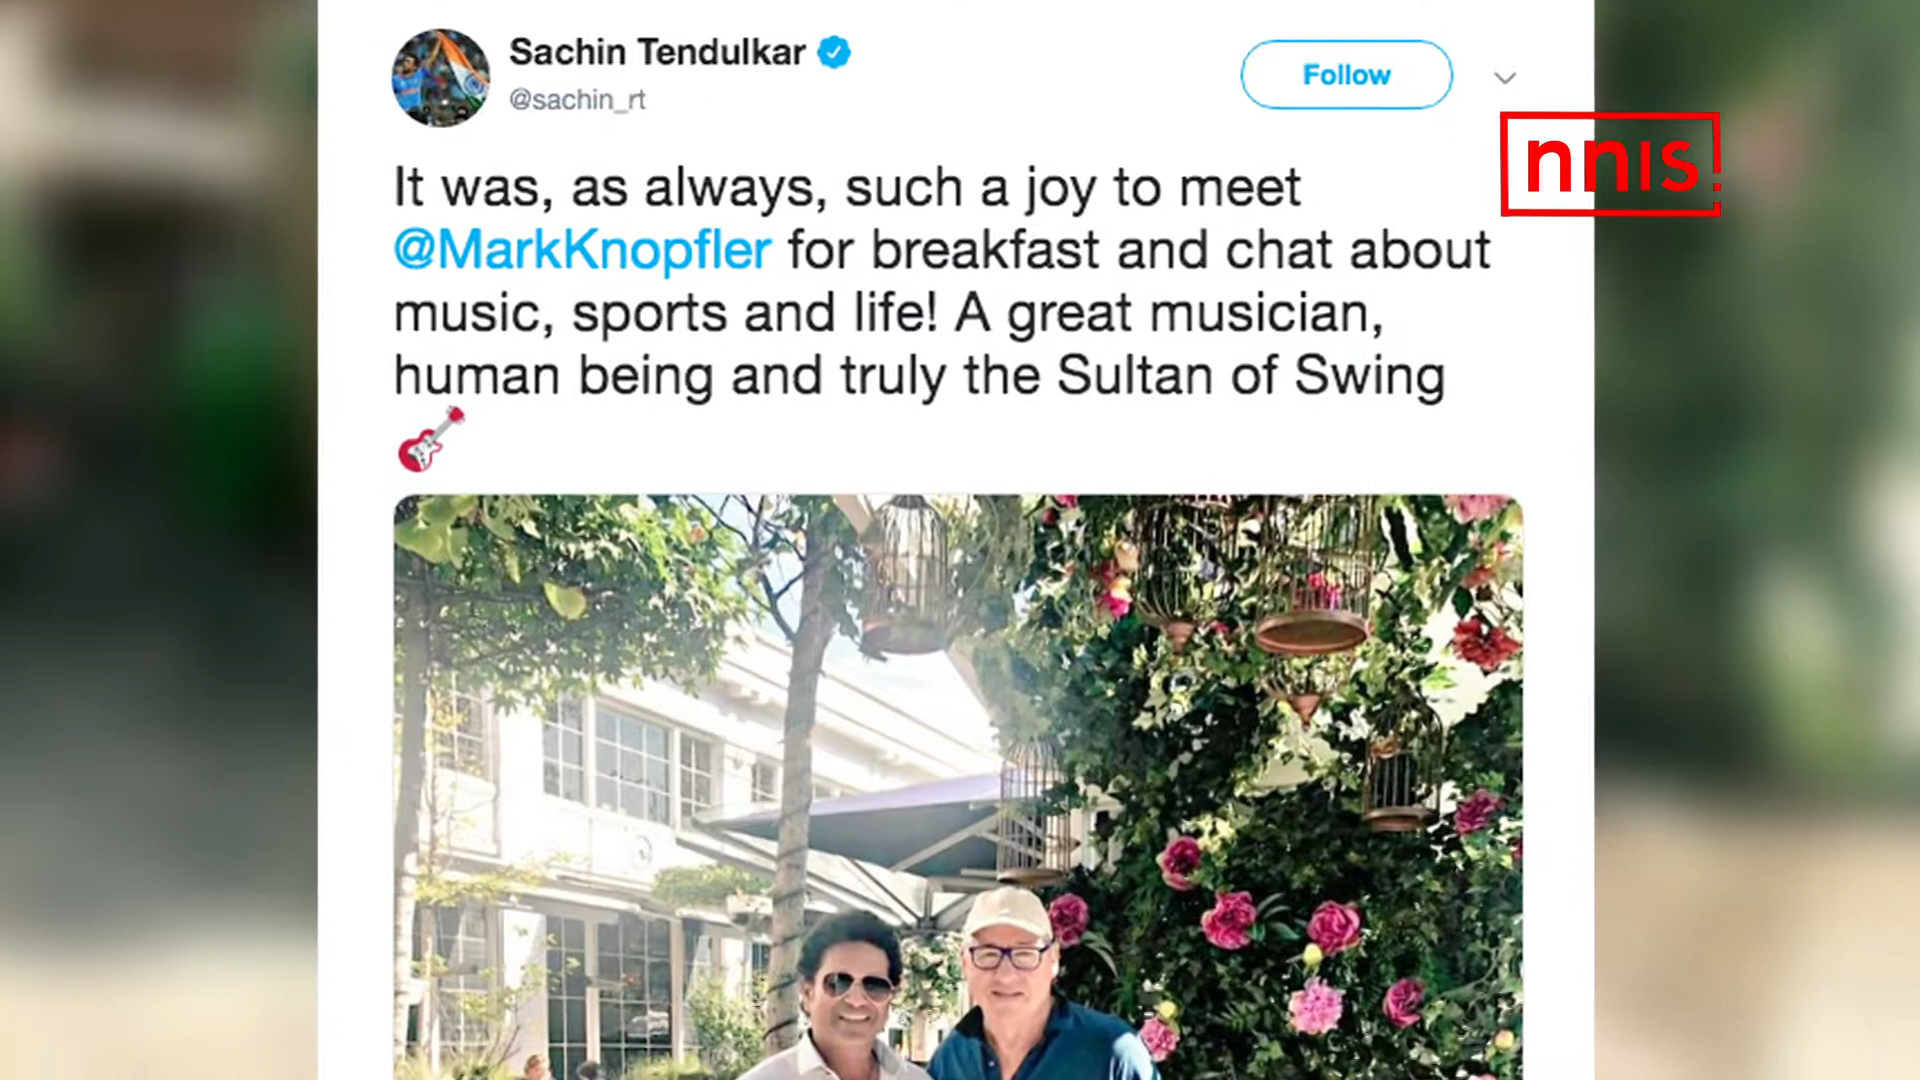 Sachin Tendulkar
@sachin_rt
Follow
nnis
It was, as always, such a joy to meet
@MarkKnopfler for breakfast and chat about
music, sports and life! A great musician,
human being and truly the Sultan of Swing